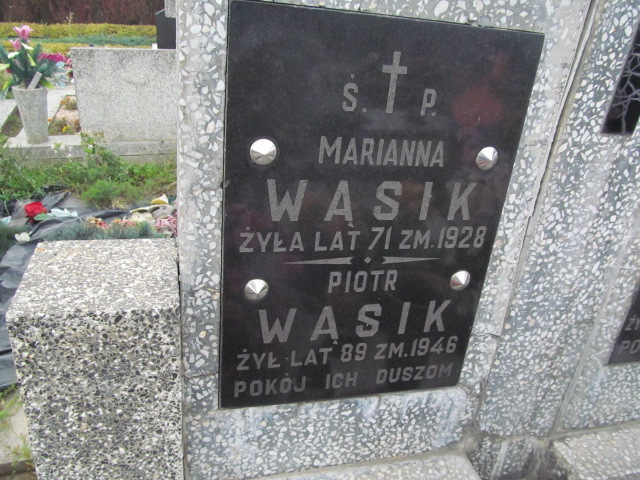 Ś. P.
MARIANNA
WĄSIK
ŻYŁA LAT 71 ZM. 1928
PIOTR
WĄSIK
ŻYŁ LAT 89 ZM. 1946
POKÓJ ICH DUSZOM